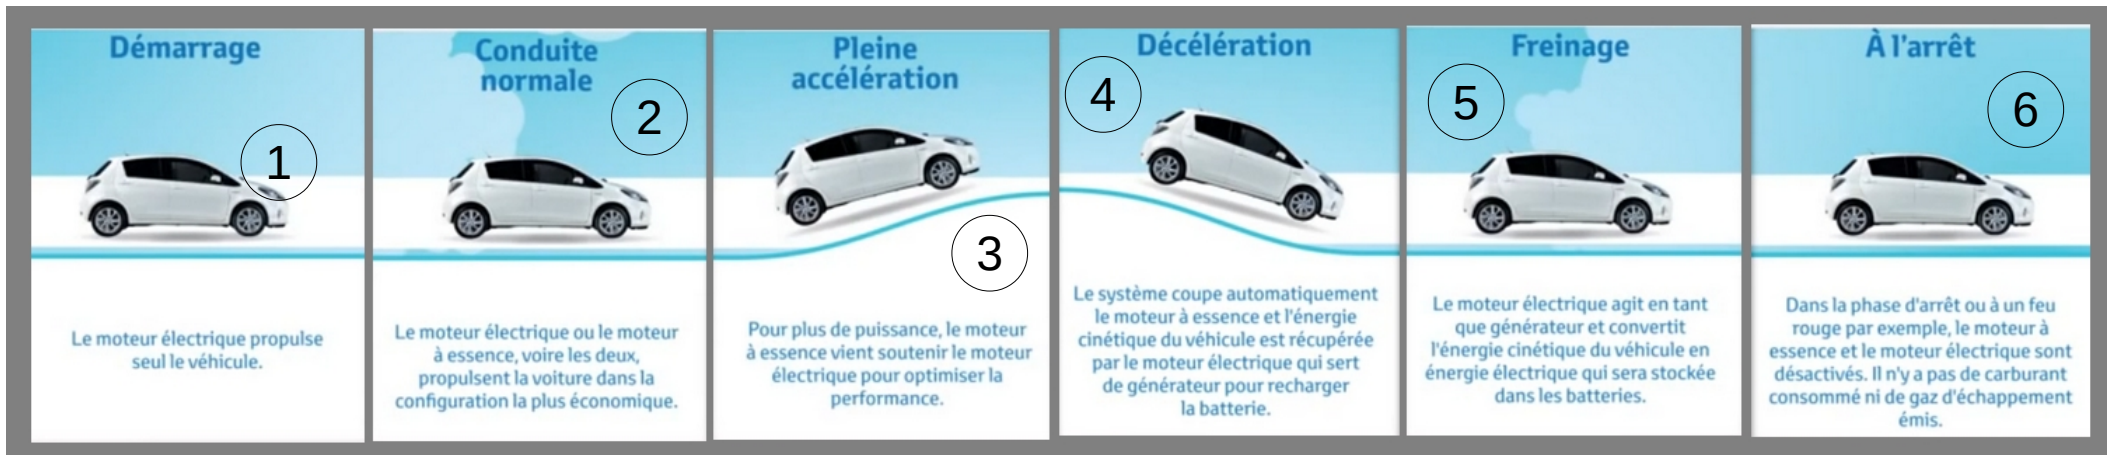 Démarrage
1
Le moteur électrique propulse
seul le véhicule.
Conduite
normale
2
Le moteur électrique ou le moteur
à essence, voire les deux,
propulsent la voiture dans la
configuration la plus économique.
Pleine
accélération
3
Pour plus de puissance, le moteur
à essence vient soutenir le moteur
électrique pour optimiser la
performance.
Décélération
4
Le système coupe automatiquement
le moteur à essence et l'énergie
cinétique du véhicule est récupérée
par le moteur électrique qui sert
de générateur pour recharger
la batterie.
Freinage
5
Le moteur électrique agit en tant
que générateur et convertit
l'énergie cinétique du véhicule en
énergie électrique qui sera stockée
dans les batteries.
À l'arrêt
6
Dans la phase d'arrêt ou à un feu
rouge par exemple, le moteur à
essence et le moteur électrique sont
désactivés. Il n'y a pas de carburant
consommé ni de gaz d'échappement
émis.